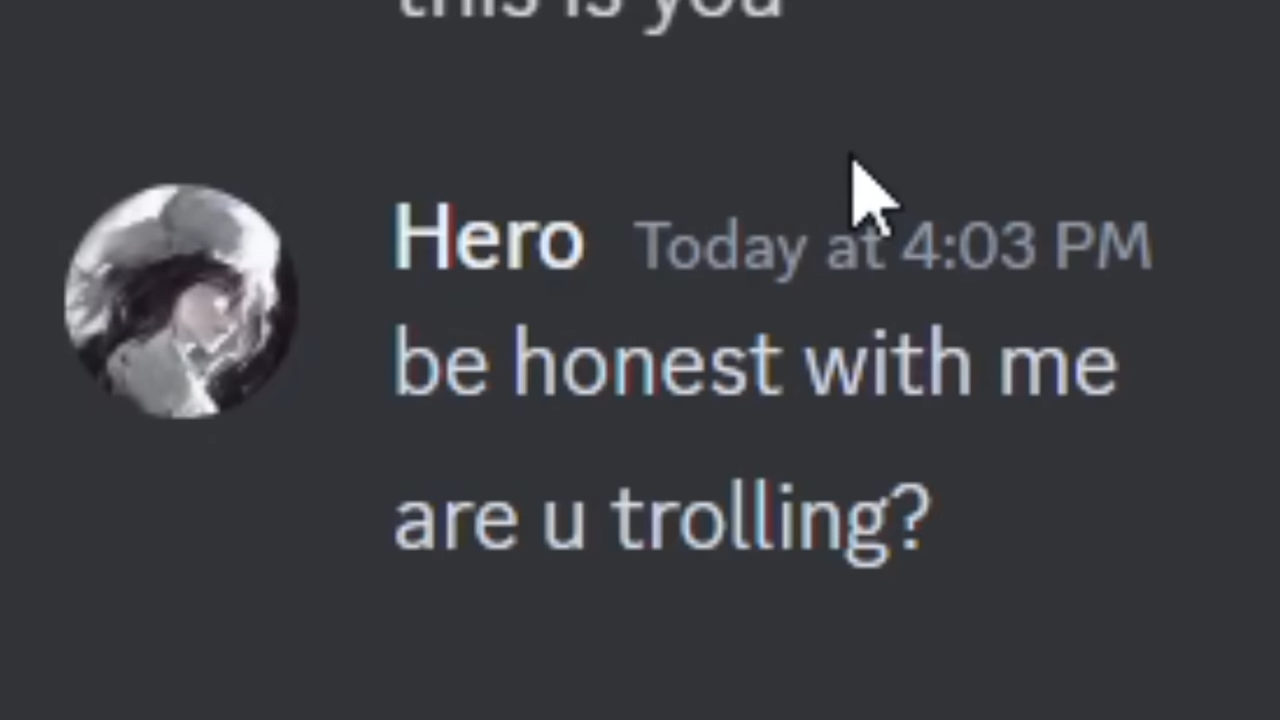 this is you
Hero Today at 4:03 PM
be honest with me
are u trolling?